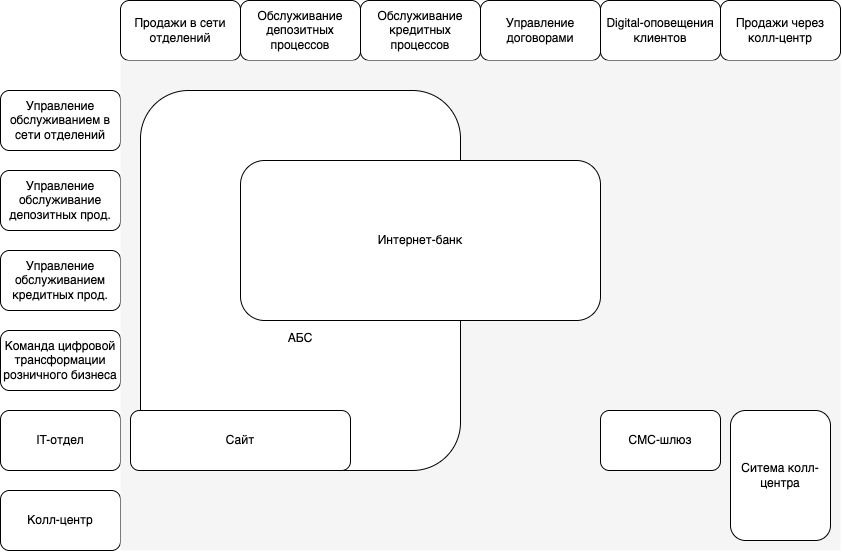 Продажи в сети
отделений
Обслуживание
депозитных
процессов
Обслуживание
кредитных
процессов
Управление
договорами
Digital-оповещения
клиентов
Продажи через
колл-центр
Управление
обслуживанием в
сети отделений
Управление
обслуживание
депозитных прод.
Управление
обслуживанием
кредитных прод.
Команда цифровой
трансформации
розничного бизнеса
IT-отдел
Колл-центр
Интернет-банк
АБС
Сайт
СМС-шлюз
Ситема колл-
центра